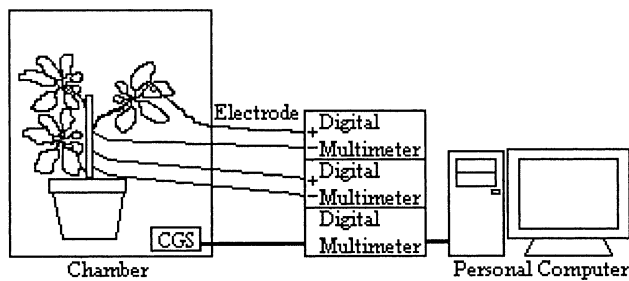 Electrode
+Digital
−Multimeter
+Digital
−Multimeter
Digital
Multimeter
CGS
Chamber
Personal Computer